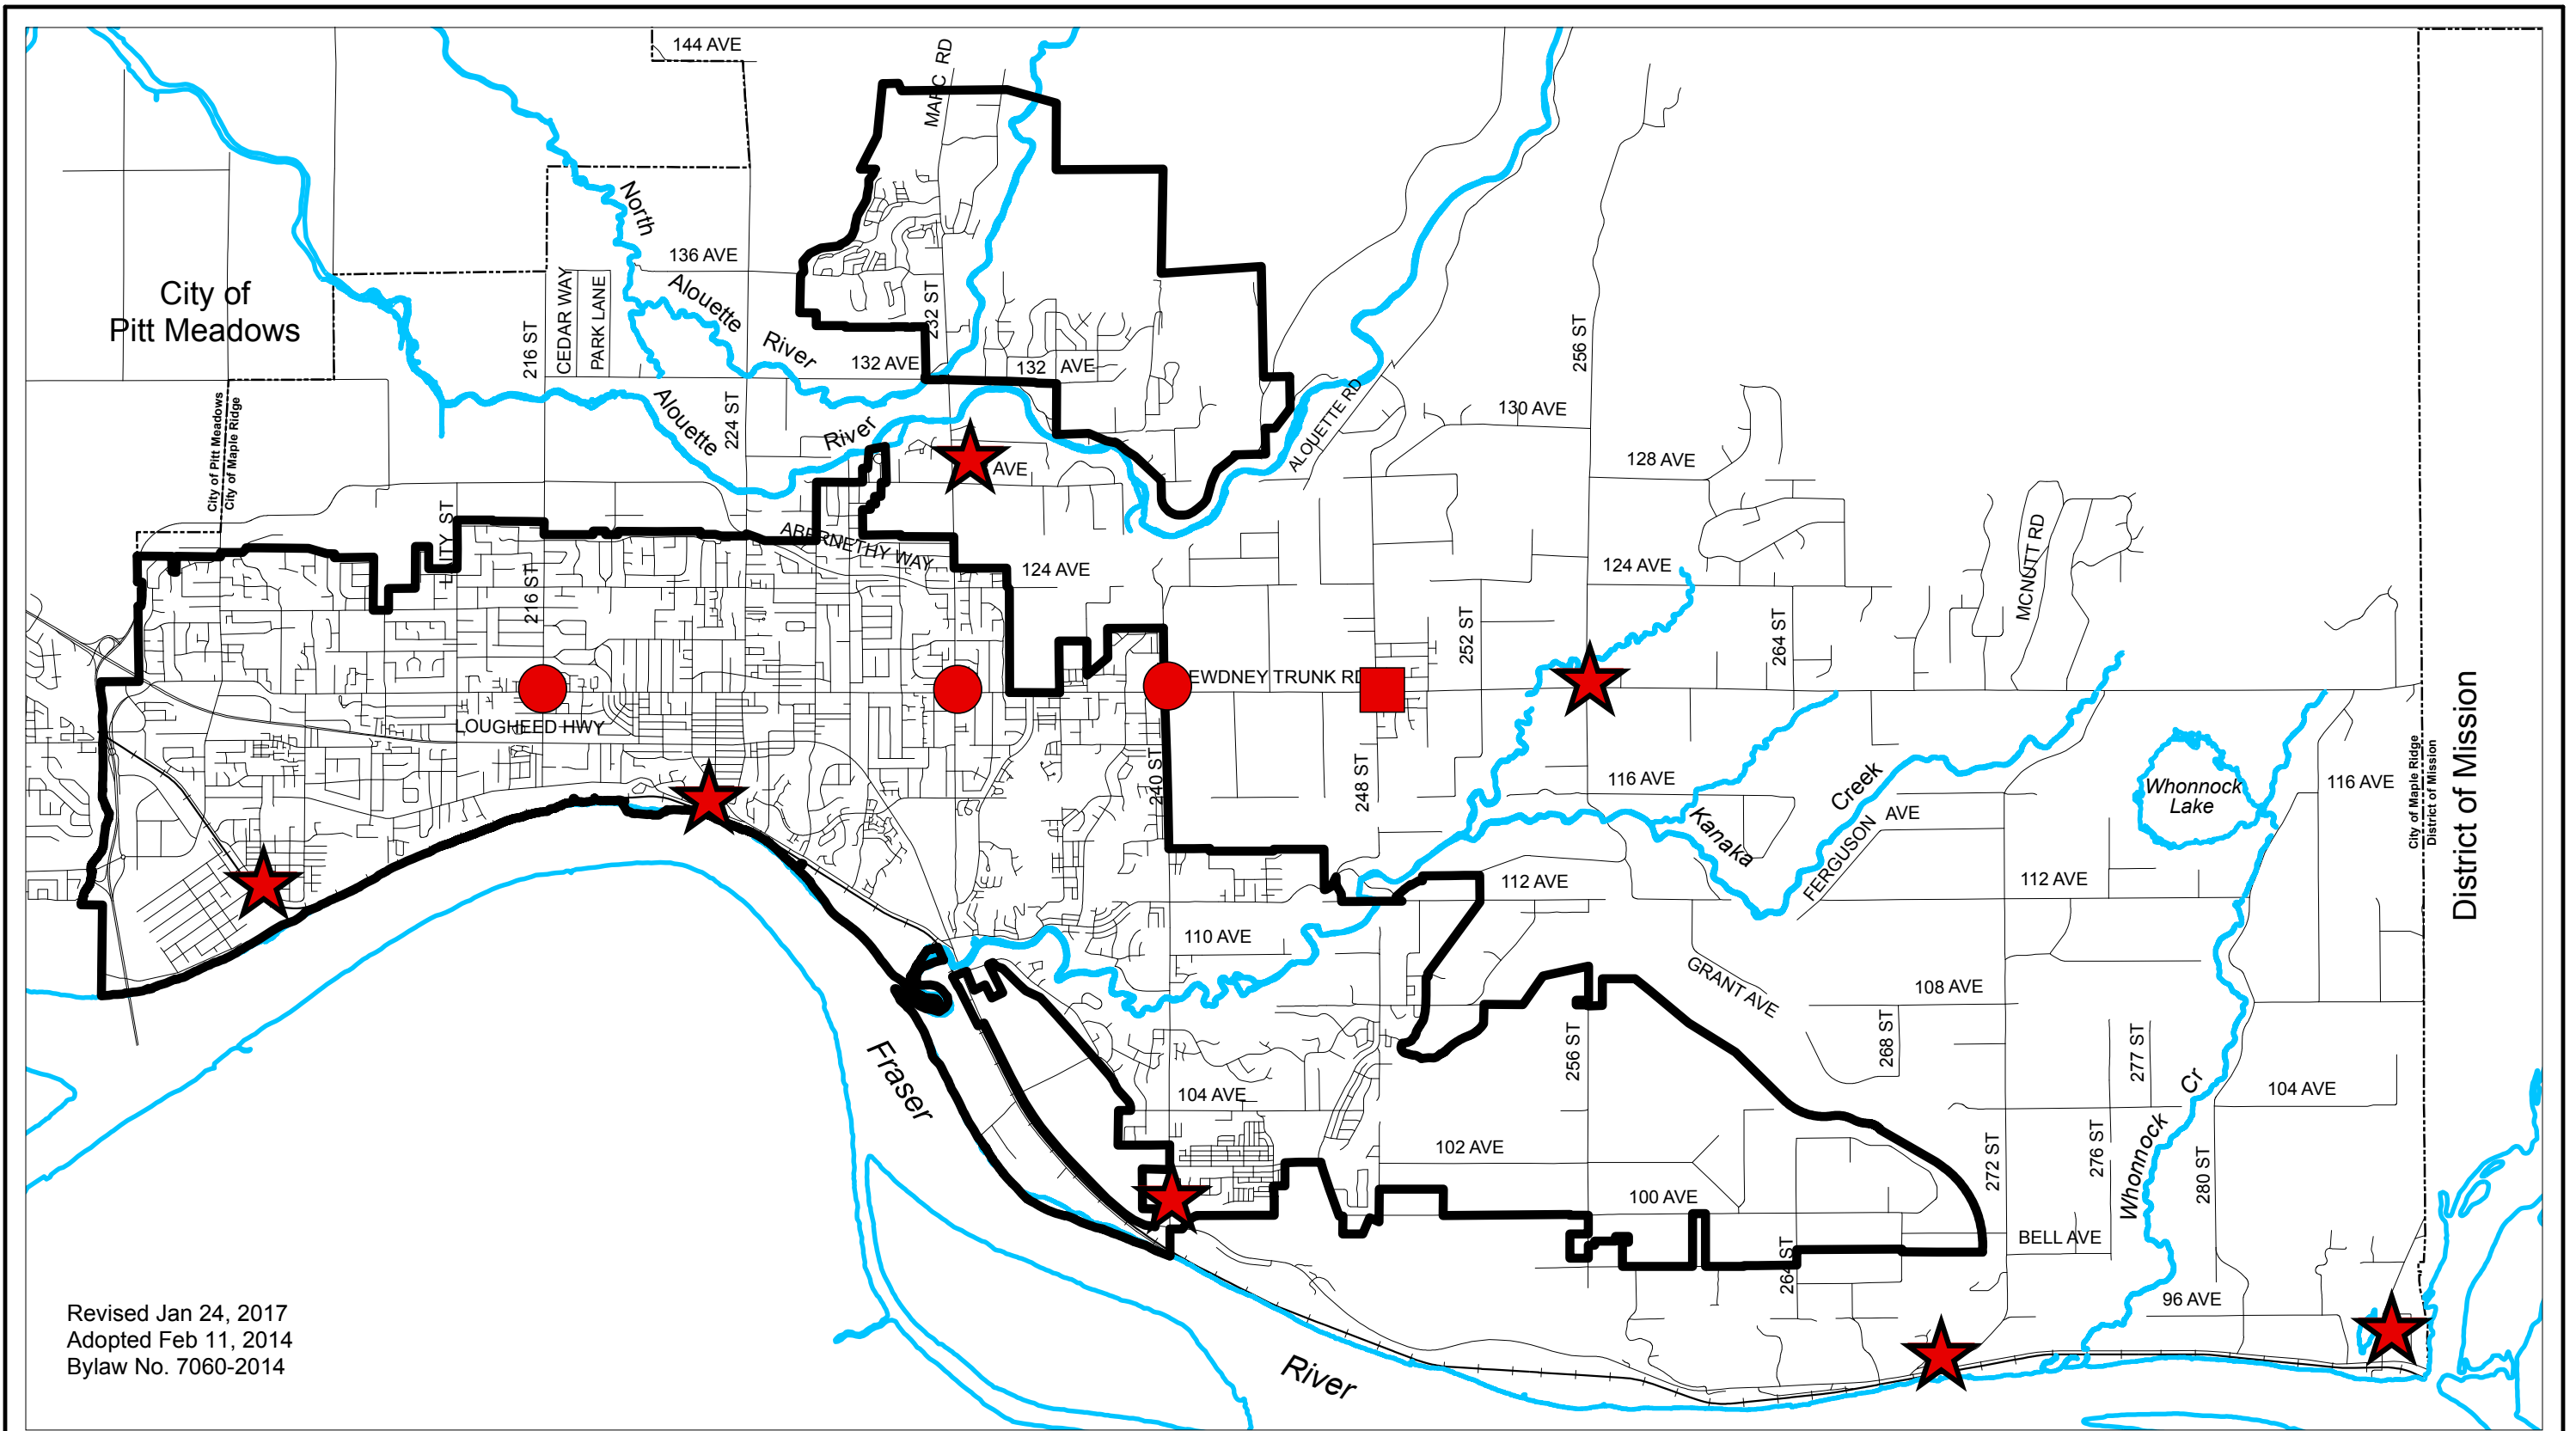 144 AVE
MARC RD
North
136 AVE
Alouette
River
City of
Pitt Meadows
216 ST
CEDAR WAY
PARK LANE
232 ST
132 AVE
132 AVE
256 ST
Alouette
224 ST
River
ALOUETTE RD
130 AVE
128 AVE
AVE
City of Pitt Meadows
City of Maple Ridge
ABERNETHY WAY
124 AVE
124 AVE
MCNUTT RD
216 ST
252 ST
264 ST
EWDNEY TRUNK RD
LOUGHEED HWY
240 ST
248 ST
116 AVE
Kanaka
Creek
FERGUSON AVE
Whonnock
Lake
116 AVE
City of Maple Ridge
District of Mission
District of Mission
112 AVE
112 AVE
110 AVE
GRANT AVE
108 AVE
Fraser
256 ST
268 ST
277 ST
Whonnock Cr
104 AVE
104 AVE
102 AVE
272 ST
276 ST
280 ST
100 AVE
BELL AVE
264 ST
96 AVE
River
Revised Jan 24, 2017
Adopted Feb 11, 2014
Bylaw No. 7060-2014